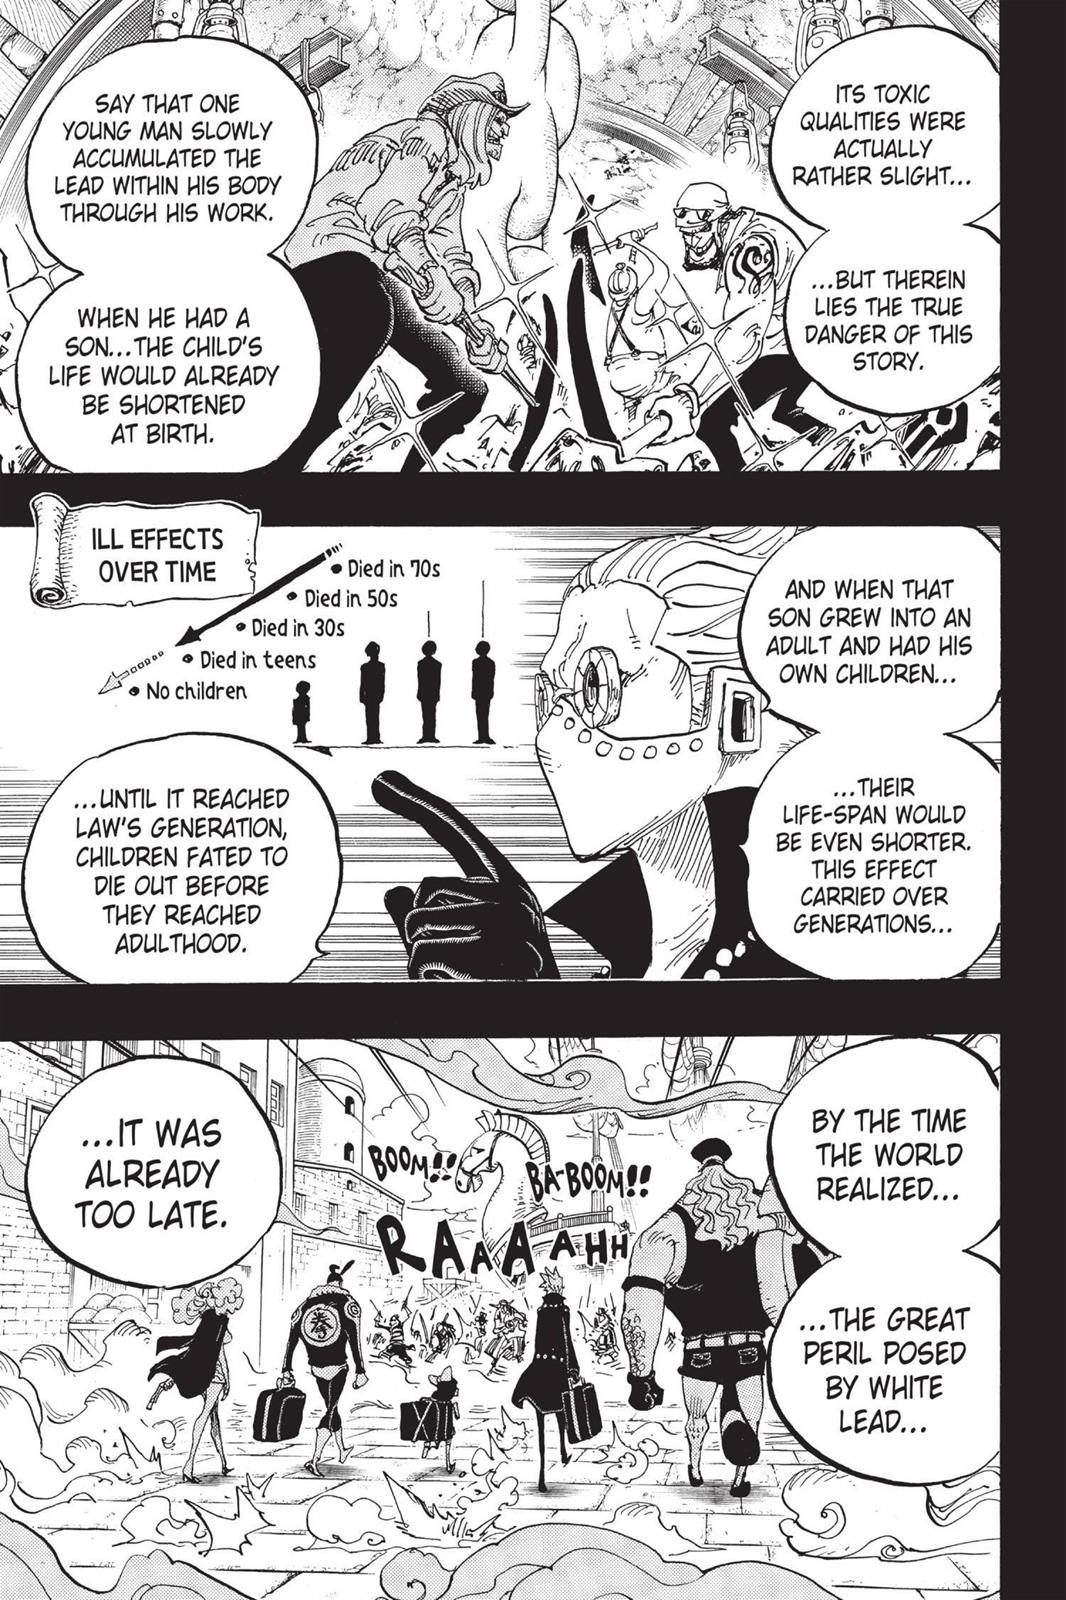 ITS TOXIC
QUALITIES WERE
ACTUALLY
RATHER SLIGHT...
...BUT THEREIN
LIES THE TRUE
DANGER OF THIS
STORY.
SAY THAT ONE
YOUNG MAN SLOWLY
ACCUMULATED THE
LEAD WITHIN HIS BODY
THROUGH HIS WORK.
WHEN HE HAD A
SON...THE CHILD'S
LIFE WOULD ALREADY
BE SHORTENED
AT BIRTH.
AND WHEN THAT
SON GREW INTO AN
ADULT AND HAD HIS
OWN CHILDREN...
...THEIR
LIFE-SPAN WOULD
BE EVEN SHORTER.
THIS EFFECT
CARRIED OVER
GENERATIONS...
ILL EFFECTS
OVER TIME
Died in 70s
Died in 50s
Died in 30s
Died in teens
No children
...UNTIL IT REACHED
LAW'S GENERATION,
CHILDREN FATED TO
DIE OUT BEFORE
THEY REACHED
ADULTHOOD.
BY THE TIME
THE WORLD
REALIZED...
...THE GREAT
PERIL POSED
BY WHITE
LEAD...
BOOM!!
BA-BOOM!!
RAAAAHH
...IT WAS
ALREADY
TOO LATE.